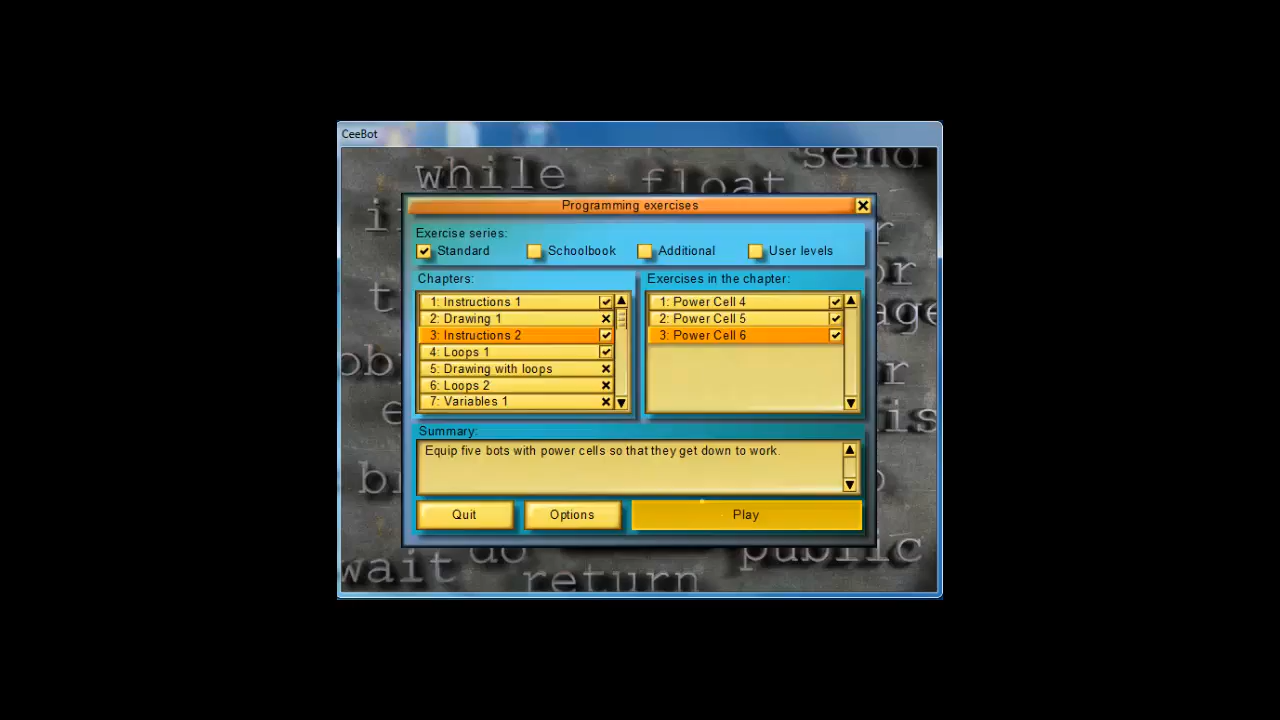 CeeBot
while
float
send
Programming exercises
Exercise series:
Standard
Schoolbook
Additional
User levels
Chapters:
1: Instructions 1
2: Drawing 1
3: Instructions 2
4: Loops 1
5: Drawing with loops
6: Loops 2
7: Variables 1
Exercises in the chapter:
1: Power Cell 4
2: Power Cell 5
3: Power Cell 6
Summary:
Equip five bots with power cells so that they get down to work.
Quit
Options
Play
wait
do
return
public